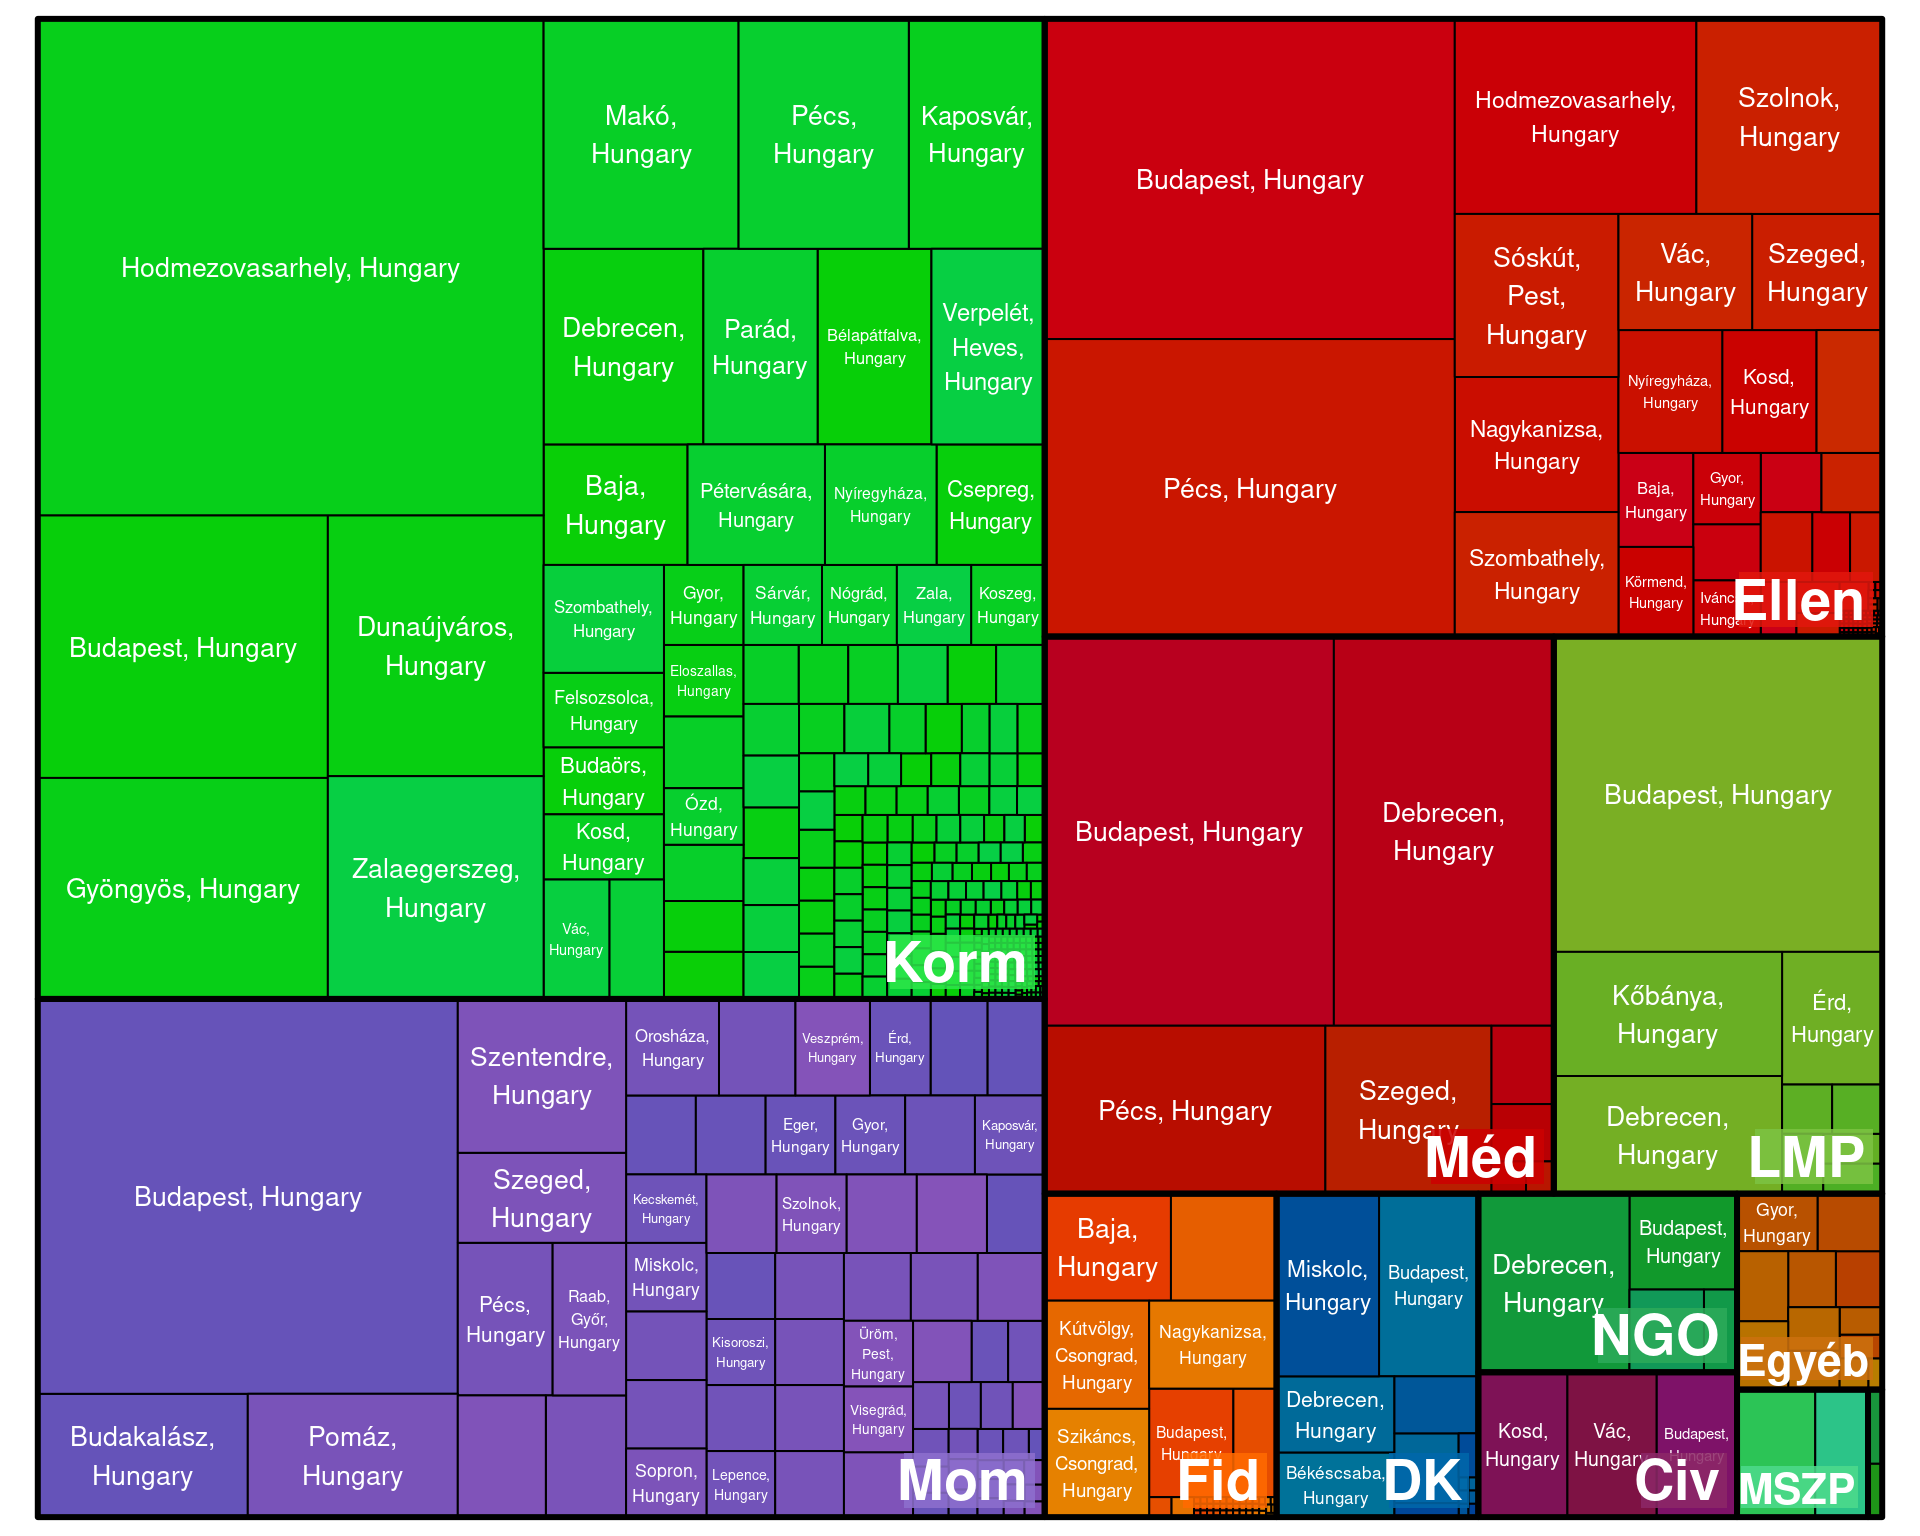 Hodmezovasarhely, Hungary
Budapest, Hungary
Dunaújváros,
Hungary
Gyöngyös, Hungary
Zalaegerszeg,
Hungary
Makó,
Hungary
Pécs,
Hungary
Kaposvár,
Hungary
Debrecen,
Hungary
Parád,
Hungary
Bélapátfalva,
Hungary
Verpelét,
Heves,
Hungary
Baja,
Hungary
Pétervására,
Hungary
Nyíregyháza,
Hungary
Csepreg,
Hungary
Szombathely,
Hungary
Gyor,
Hungary
Sárvár,
Hungary
Nógrád,
Hungary
Zala,
Hungary
Koszeg,
Hungary
Eloszallas,
Hungary
Felsozsolca,
Hungary
Budaörs,
Hungary
Ózd,
Hungary
Kosd,
Hungary
Vác,
Hungary
Korm
Budapest, Hungary
Budakalász,
Hungary
Pomáz,
Hungary
Szentendre,
Hungary
Szeged,
Hungary
Pécs,
Hungary
Raab,
Győr,
Hungary
Orosháza,
Hungary
Veszprém,
Hungary
Érd,
Hungary
Eger,
Hungary
Gyor,
Hungary
Kaposvár,
Hungary
Kecskemét,
Hungary
Szolnok,
Hungary
Miskolc,
Hungary
Kisoroszi,
Hungary
Üröm,
Pest,
Hungary
Visegrád,
Hungary
Sopron,
Hungary
Lepence,
Hungary
Mom
Budapest, Hungary
Pécs, Hungary
Hodmezovasarhely,
Hungary
Szolnok,
Hungary
Sóskút,
Pest,
Hungary
Vác,
Hungary
Szeged,
Hungary
Nyíregyháza,
Hungary
Kosd,
Hungary
Nagykanizsa,
Hungary
Szombathely,
Hungary
Baja,
Hungary
Gyor,
Hungary
Körmend,
Hungary
Ivánc
Hungary
Ellen
Budapest, Hungary
Debrecen,
Hungary
Pécs, Hungary
Szeged,
Hungary
Méd
Budapest, Hungary
Kőbánya,
Hungary
Érd,
Hungary
Debrecen,
Hungary
LMP
Baja,
Hungary
Kútvölgy,
Csongrad,
Hungary
Nagykanizsa,
Hungary
Szikáncs,
Csongrad,
Hungary
Budapest,
Hungary
Fid
Miskolc,
Hungary
Budapest,
Hungary
Debrecen,
Hungary
Békéscsaba,
Hungary
DK
Debrecen,
Hungary
Budapest,
Hungary
NGO
Kosd,
Hungary
Vác,
Hungary
Budapest,
Hungary
Civ
Gyor,
Hungary
Egyéb
MSZP